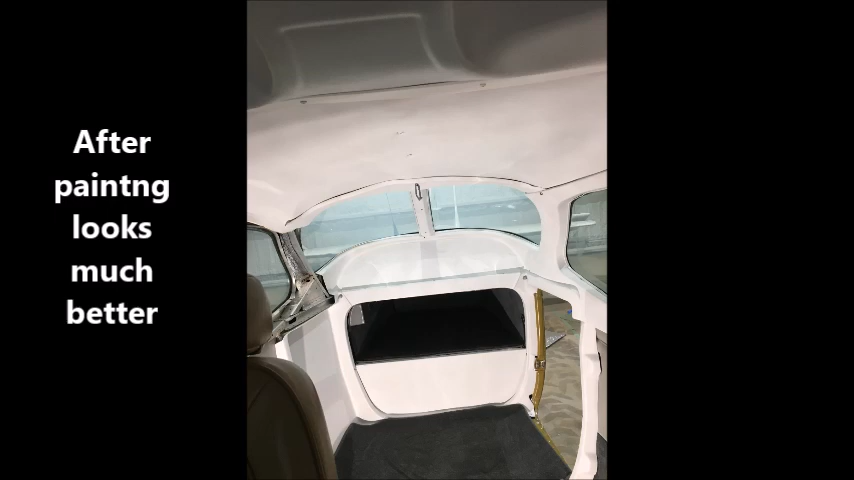 After
paintng
looks
much
better